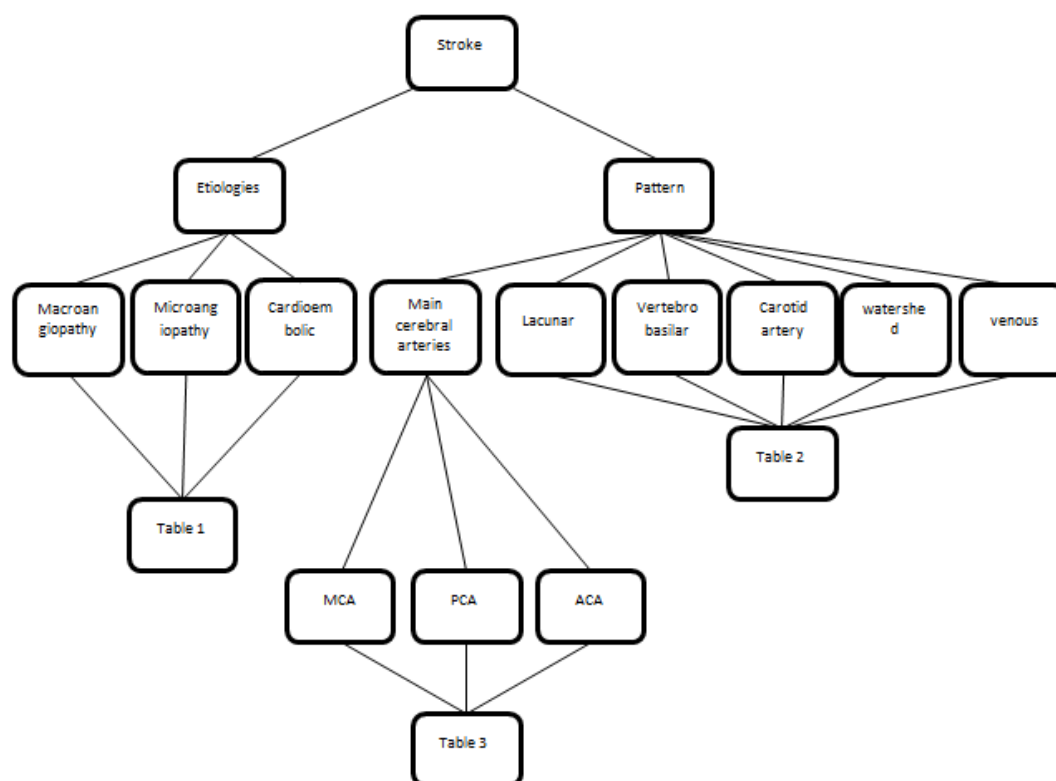 Stroke
Etiologies
Pattern
Macroan
giopathy
Microang
iopathy
Cardioem
bolic
Main
cerebral
arteries
Lacunar
Vertebro
basilar
Carotid
artery
watershe
d
venous
Table 2
Table 1
MCA
PCA
ACA
Table 3